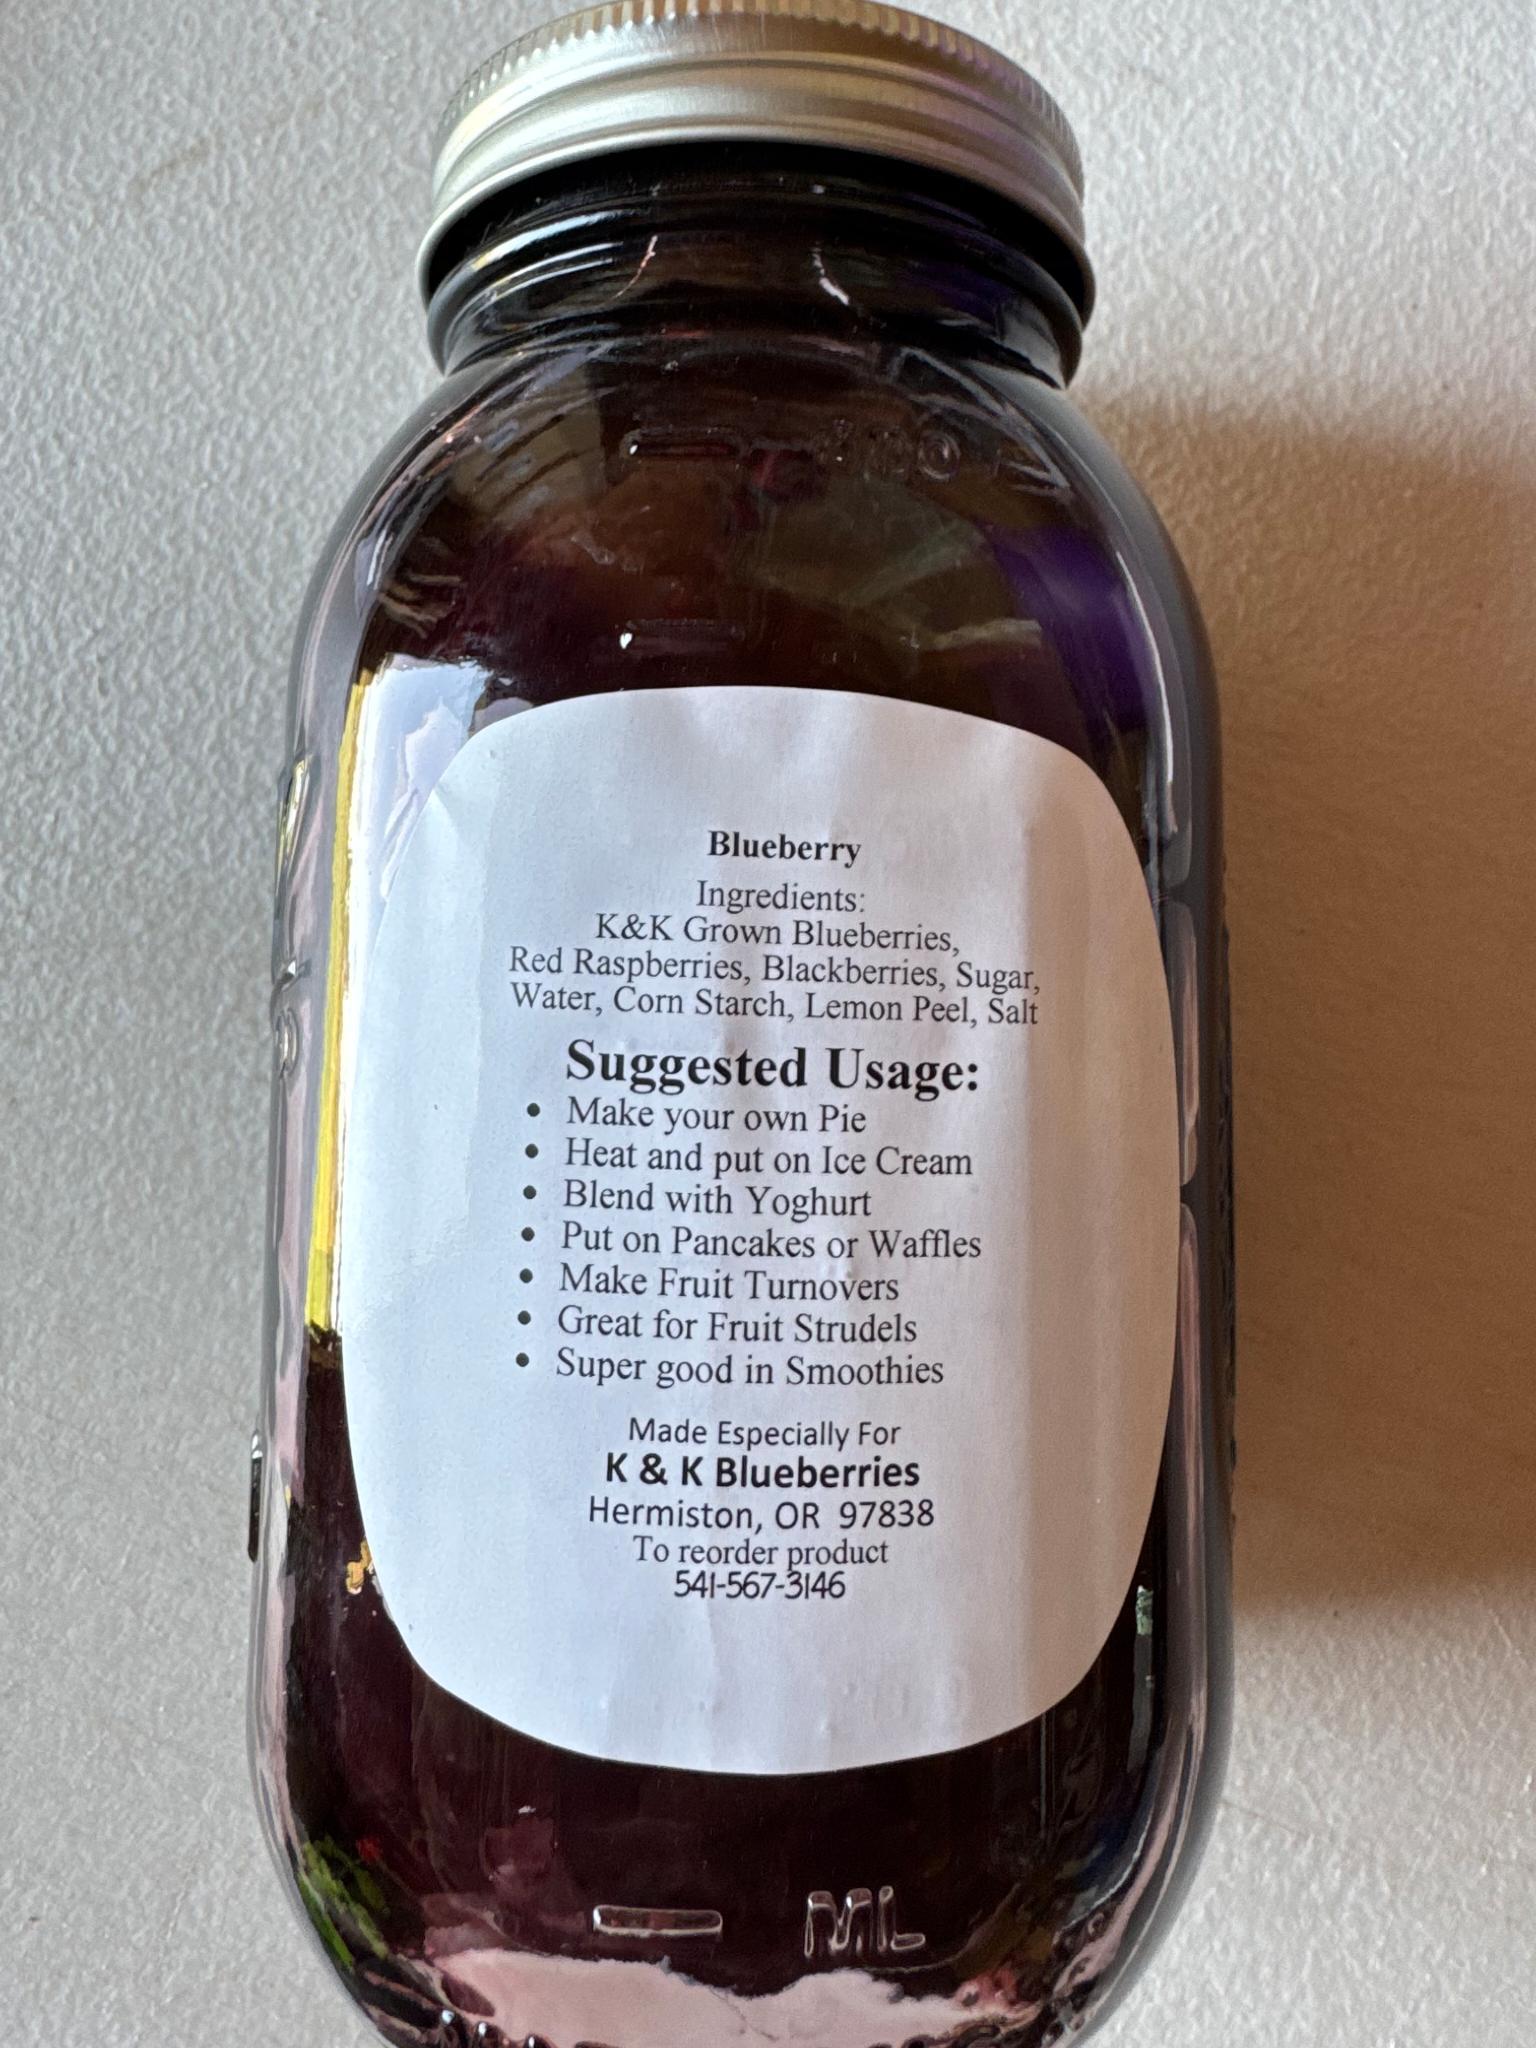 Blueberry
Ingredients:
K&K Grown Blueberries,
Red Raspberries, Blackberries, Sugar,
Water, Corn Starch, Lemon Peel, Salt
Suggested Usage:
• Make your own Pie
• Heat and put on Ice Cream
• Blend with Yoghurt
• Put on Pancakes or Waffles
• Make Fruit Turnovers
• Great for Fruit Strudels
• Super good in Smoothies
Made Especially For
K & K Blueberries
Hermiston, OR 97838
To reorder product
541-567-3146
ML